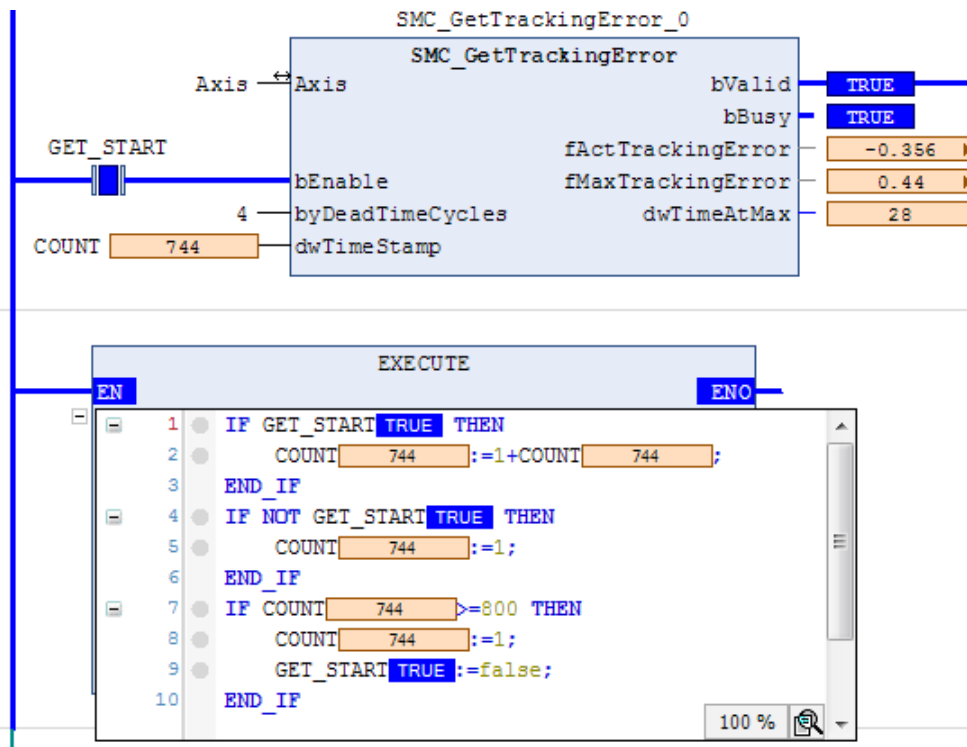 SMC_GetTrackingError_0
SMC_GetTrackingError
Axis Axis bValid TRUE
bBusy TRUE
GET_START fActTrackingError -0.356
bEnable fMaxTrackingError 0.44
4 byDeadTimeCycles dwTimeAtMax 28
COUNT 744 dwTimeStamp
EXECUTE
EN ENO
1 IF GET_START TRUE THEN
2 COUNT 744 :=1+COUNT 744 ;
3 END_IF
4 IF NOT GET_START TRUE THEN
5 COUNT 744 :=1;
6 END_IF
7 IF COUNT 744 >=800 THEN
8 COUNT 744 :=1;
9 GET_START TRUE :=false;
10 END_IF
100 %